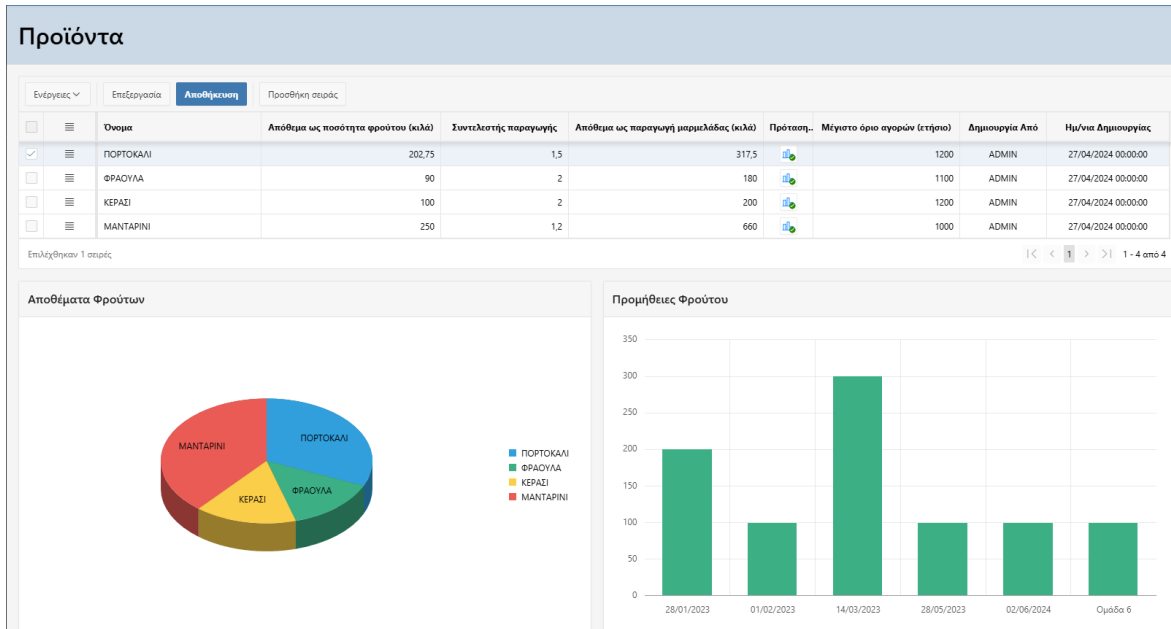 Προϊόντα
Ενέργειες Επεξεργασία Αποθήκευση Προσθήκη σειράς
Όνομα Απόθεμα ως ποσότητα φρούτου (κιλά) Συντελεστής παραγωγής Απόθεμα ως παραγωγή μαρμελάδας (κιλά) Πρόταση.. Μέγιστο όριο αγορών (ετήσιο) Δημιουργία Από Ημ/νια Δημιουργίας
ΠΟΡΤΟΚΑΛΙ 202,75 1,5 317,5 1200 ADMIN 27/04/2024 00:00:00
ΦΡΑΟΥΛΑ 90 2 180 1100 ADMIN 27/04/2024 00:00:00
ΚΕΡΑΣΙ 100 2 200 1200 ADMIN 27/04/2024 00:00:00
ΜΑΝΤΑΡΙΝΙ 250 1,2 660 1000 ADMIN 27/04/2024 00:00:00
Επιλέχθηκαν 1 σειρές 1 1 - 4 από 4
Αποθέματα Φρούτων
ΜΑΝΤΑΡΙΝΙ
ΠΟΡΤΟΚΑΛΙ
ΚΕΡΑΣΙ
ΦΡΑΟΥΛΑ
ΠΟΡΤΟΚΑΛΙ
ΦΡΑΟΥΛΑ
ΚΕΡΑΣΙ
ΜΑΝΤΑΡΙΝΙ
Προμήθειες Φρούτου
350
300
250
200
150
100
50
0
28/01/2023 01/02/2023 14/03/2023 28/05/2023 02/06/2024 Ομάδα 6